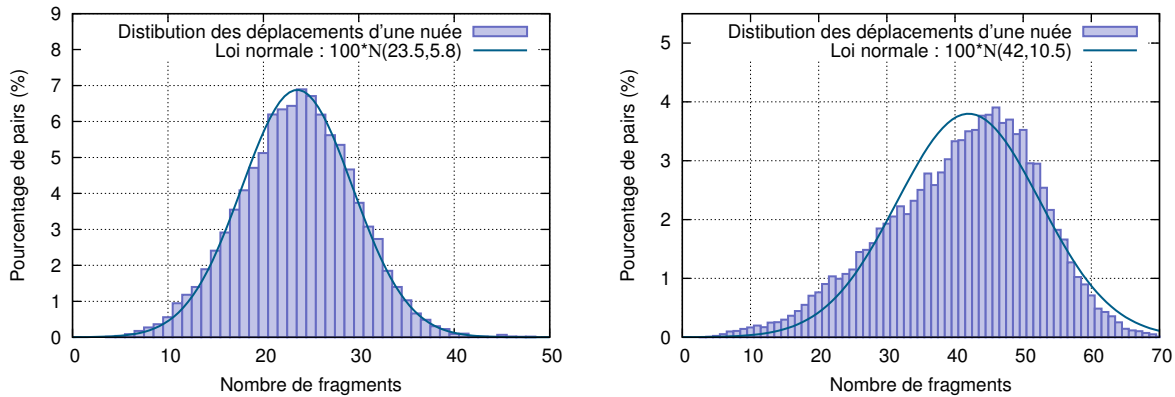 9
8
7
6
5
4
3
2
1
0
Pourcentage de pairs (%)
Distibution des déplacements d'une nuée
Loi normale : 100*N(23.5,5.8)
0 10 20 30 40 50
Nombre de fragments
5
4
3
2
1
0
Pourcentage de pairs (%)
Distibution des déplacements d'une nuée
Loi normale : 100*N(42,10.5)
0 10 20 30 40 50 60 70
Nombre de fragments